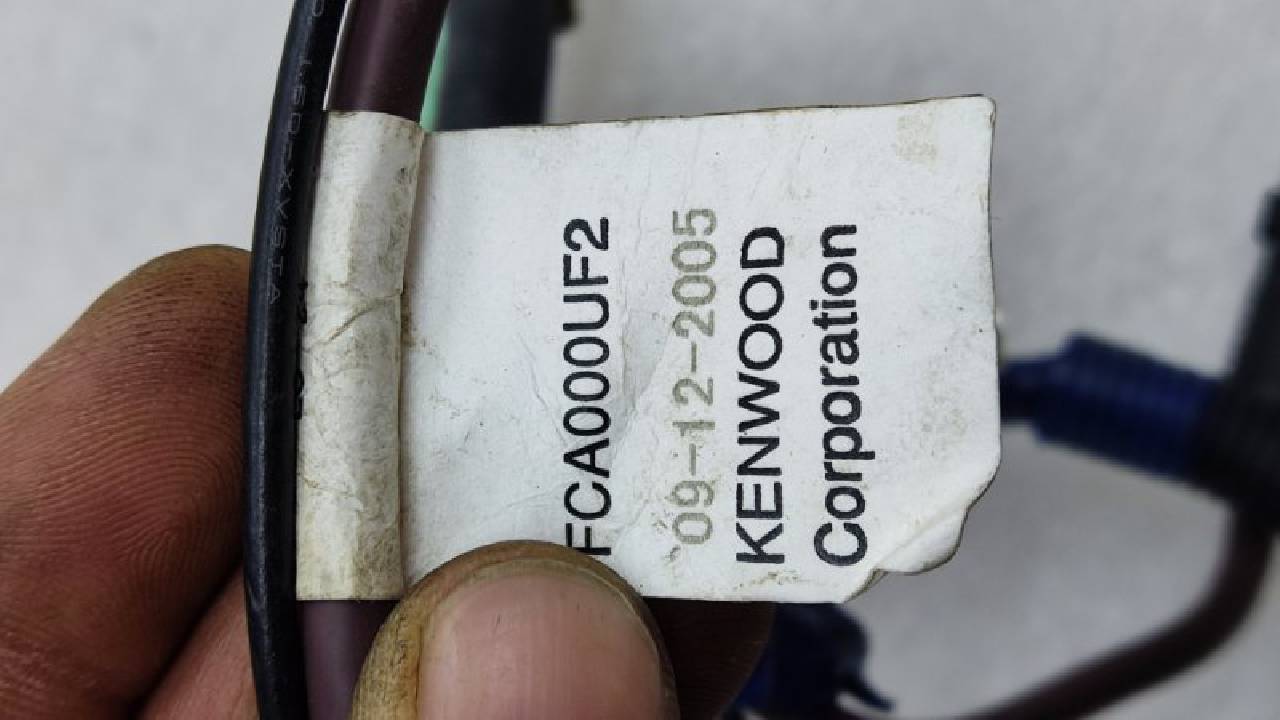 FCA000UF2
09-12-2005
KENWOOD
Corporation